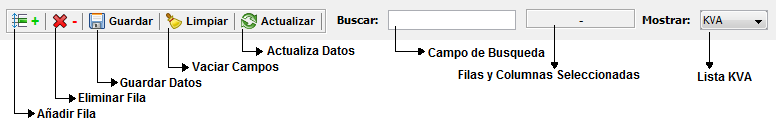 + - Guardar Limpiar Actualizar Buscar: - Mostrar: KVA
Actualiza Datos
Campo de Busqueda
Vaciar Campos
Filas y Columnas Seleccionadas
Lista KVA
Guardar Datos
Eliminar Fila
Añadir Fila